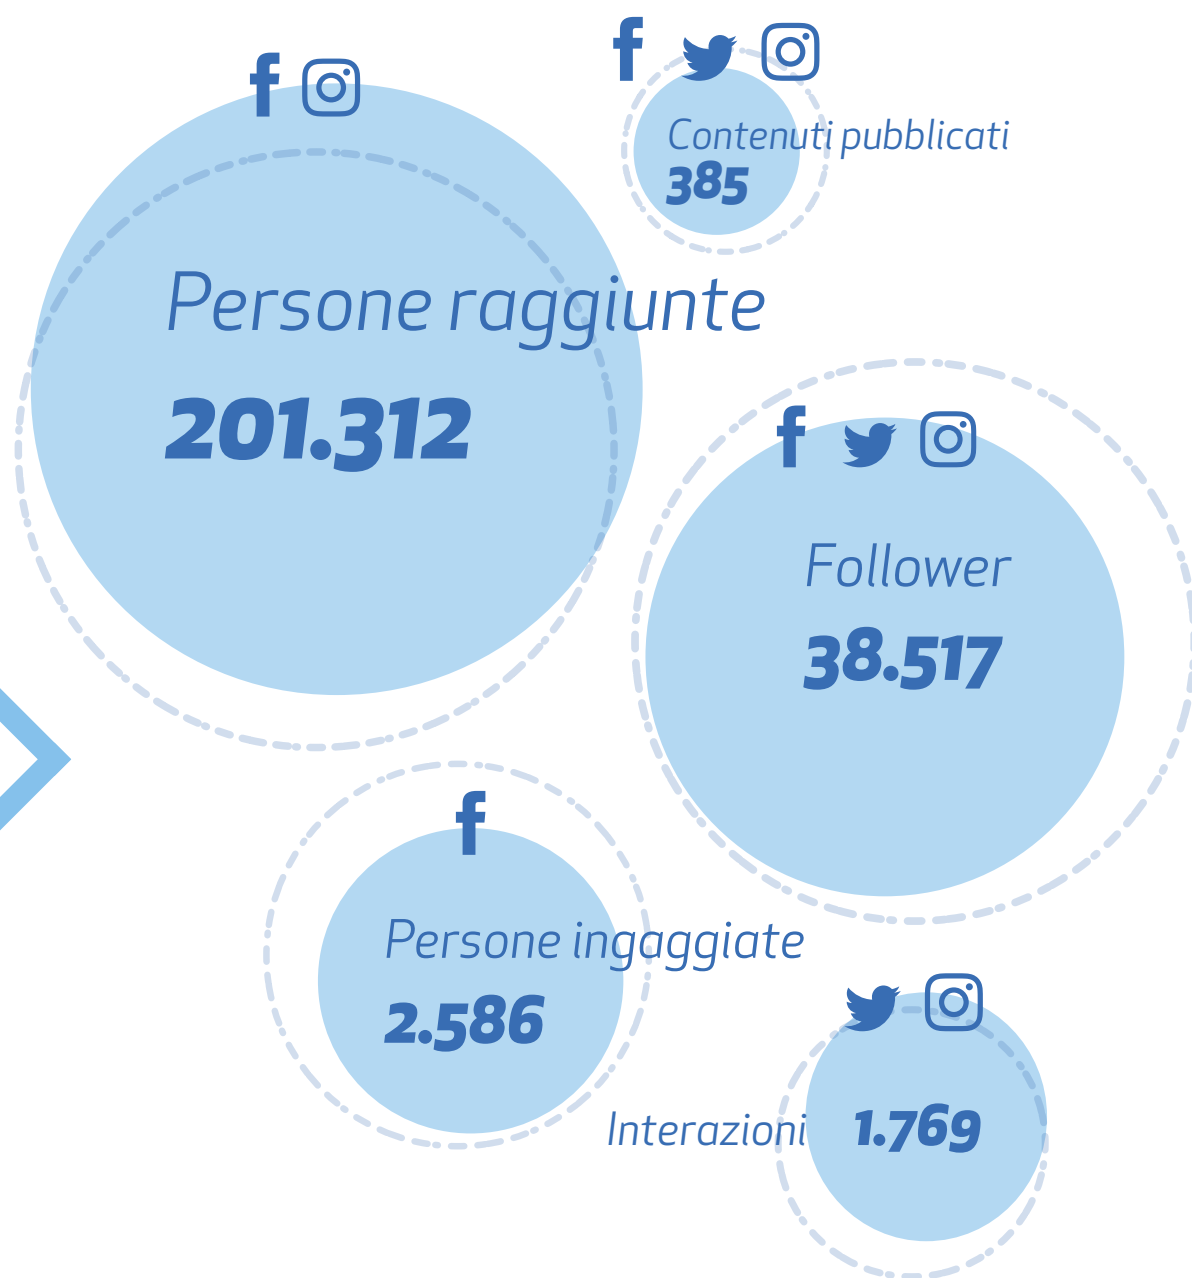 Contenuti pubblicati
385
Persone raggiunte
201.312
Follower
38.517
Persone ingaggiate
2.586
Interazioni 1.769